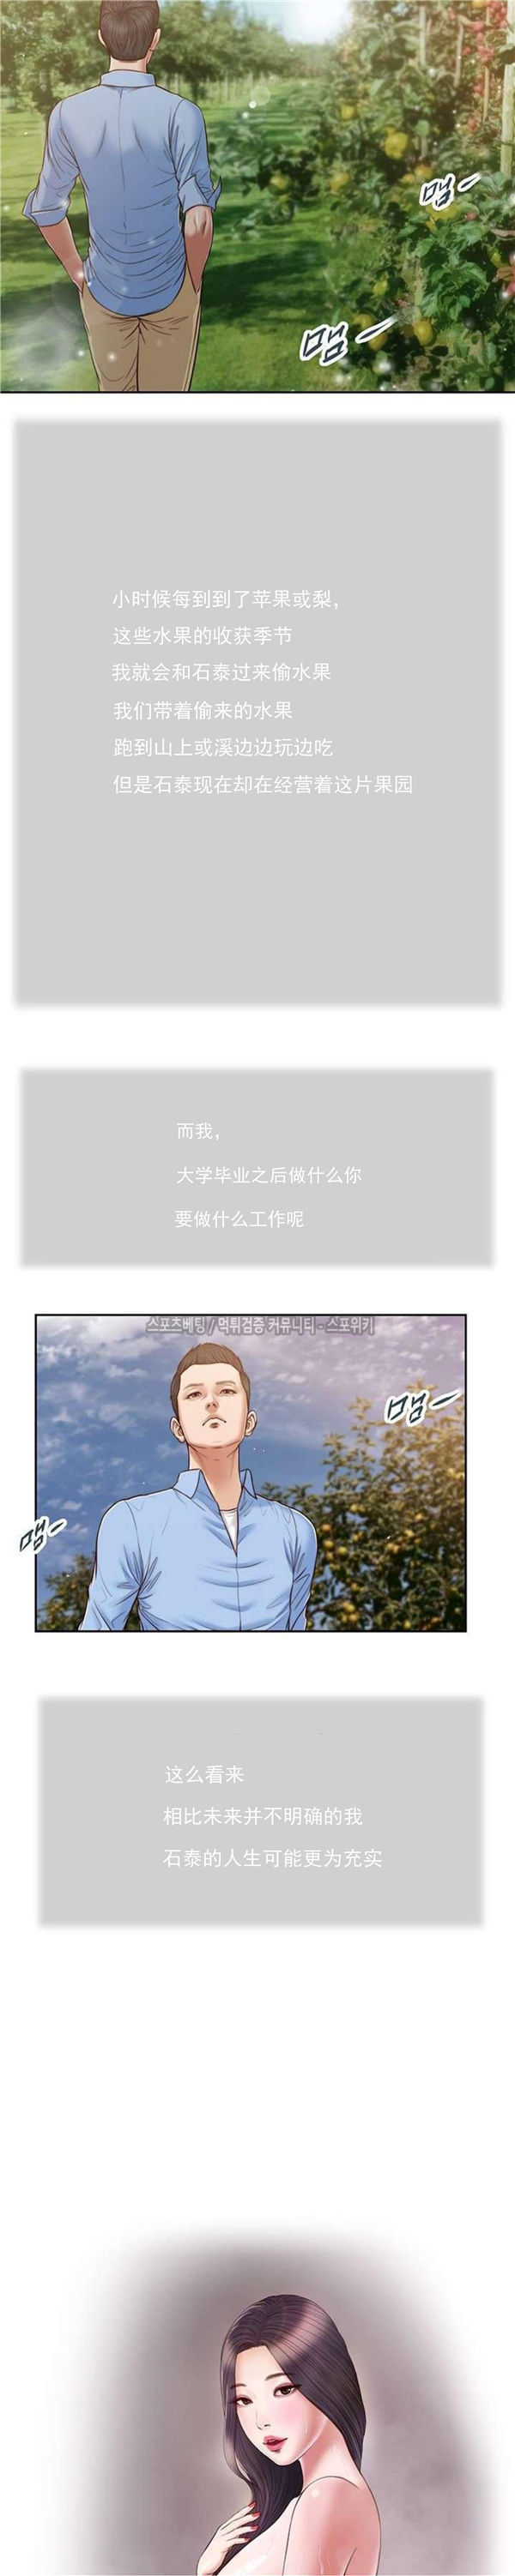 맴-
맴-
小时候每到到了苹果或梨，
这些水果的收获季节
我就会和石泰过来偷水果
我们带着偷来的水果
跑到山上或溪边边玩边吃
但是石泰现在却在经营着这片果园
而我，
大学毕业之后做什么你
要做什么工作呢
스포츠베팅 / 먹튀검증 커뮤니티 - 스포위키
맴-
맴-
这么看来
相比未来并不明确的我
石泰的人生可能更为充实